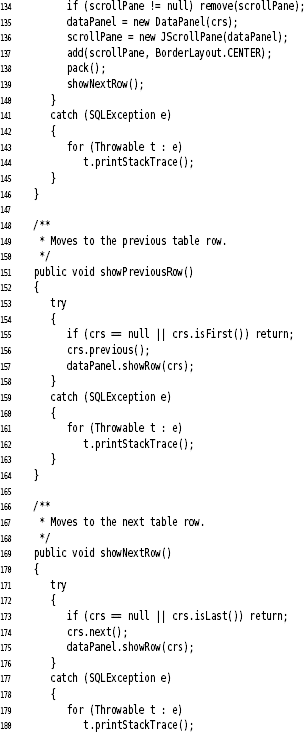 134         if (scrollPane != null) remove(scrollPane);
135         dataPanel = new DataPanel(crs);
136         scrollPane = new JScrollPane(dataPanel);
137         add(scrollPane, BorderLayout.CENTER);
138         pack();
139         showNextRow();
140      }
141      catch (SQLException e)
142      {
143         for (Throwable t : e)
144            t.printStackTrace();
145      }
146   }
147
148   /**
149    * Moves to the previous table row.
150    */
151   public void showPreviousRow()
152   {
153      try
154      {
155         if (crs == null || crs.isFirst()) return;
156         crs.previous();
157         dataPanel.showRow(crs);
158      }
159      catch (SQLException e)
160      {
161         for (Throwable t : e)
162            t.printStackTrace();
163      }
164   }
165
166   /**
167    * Moves to the next table row.
168    */
169   public void showNextRow()
170   {
171      try
172      {
173         if (crs == null || crs.isLast()) return;
174         crs.next();
175         dataPanel.showRow(crs);
176      }
177      catch (SQLException e)
178      {
179         for (Throwable t : e)
180            t.printStackTrace();